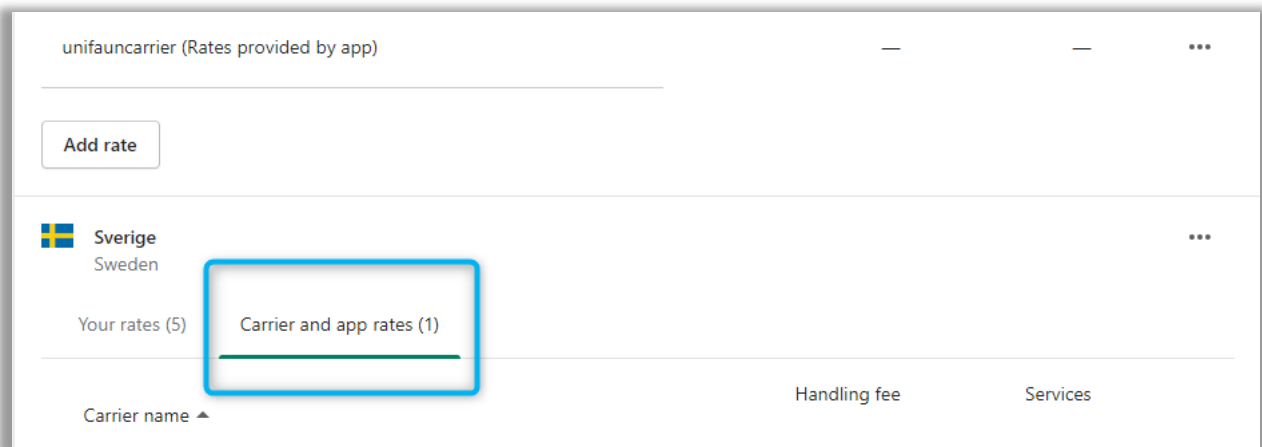 unifauncarrier (Rates provided by app) — — •••
Add rate
Sverige •••
Sweden
Your rates (5) Carrier and app rates (1)
Handling fee Services
Carrier name